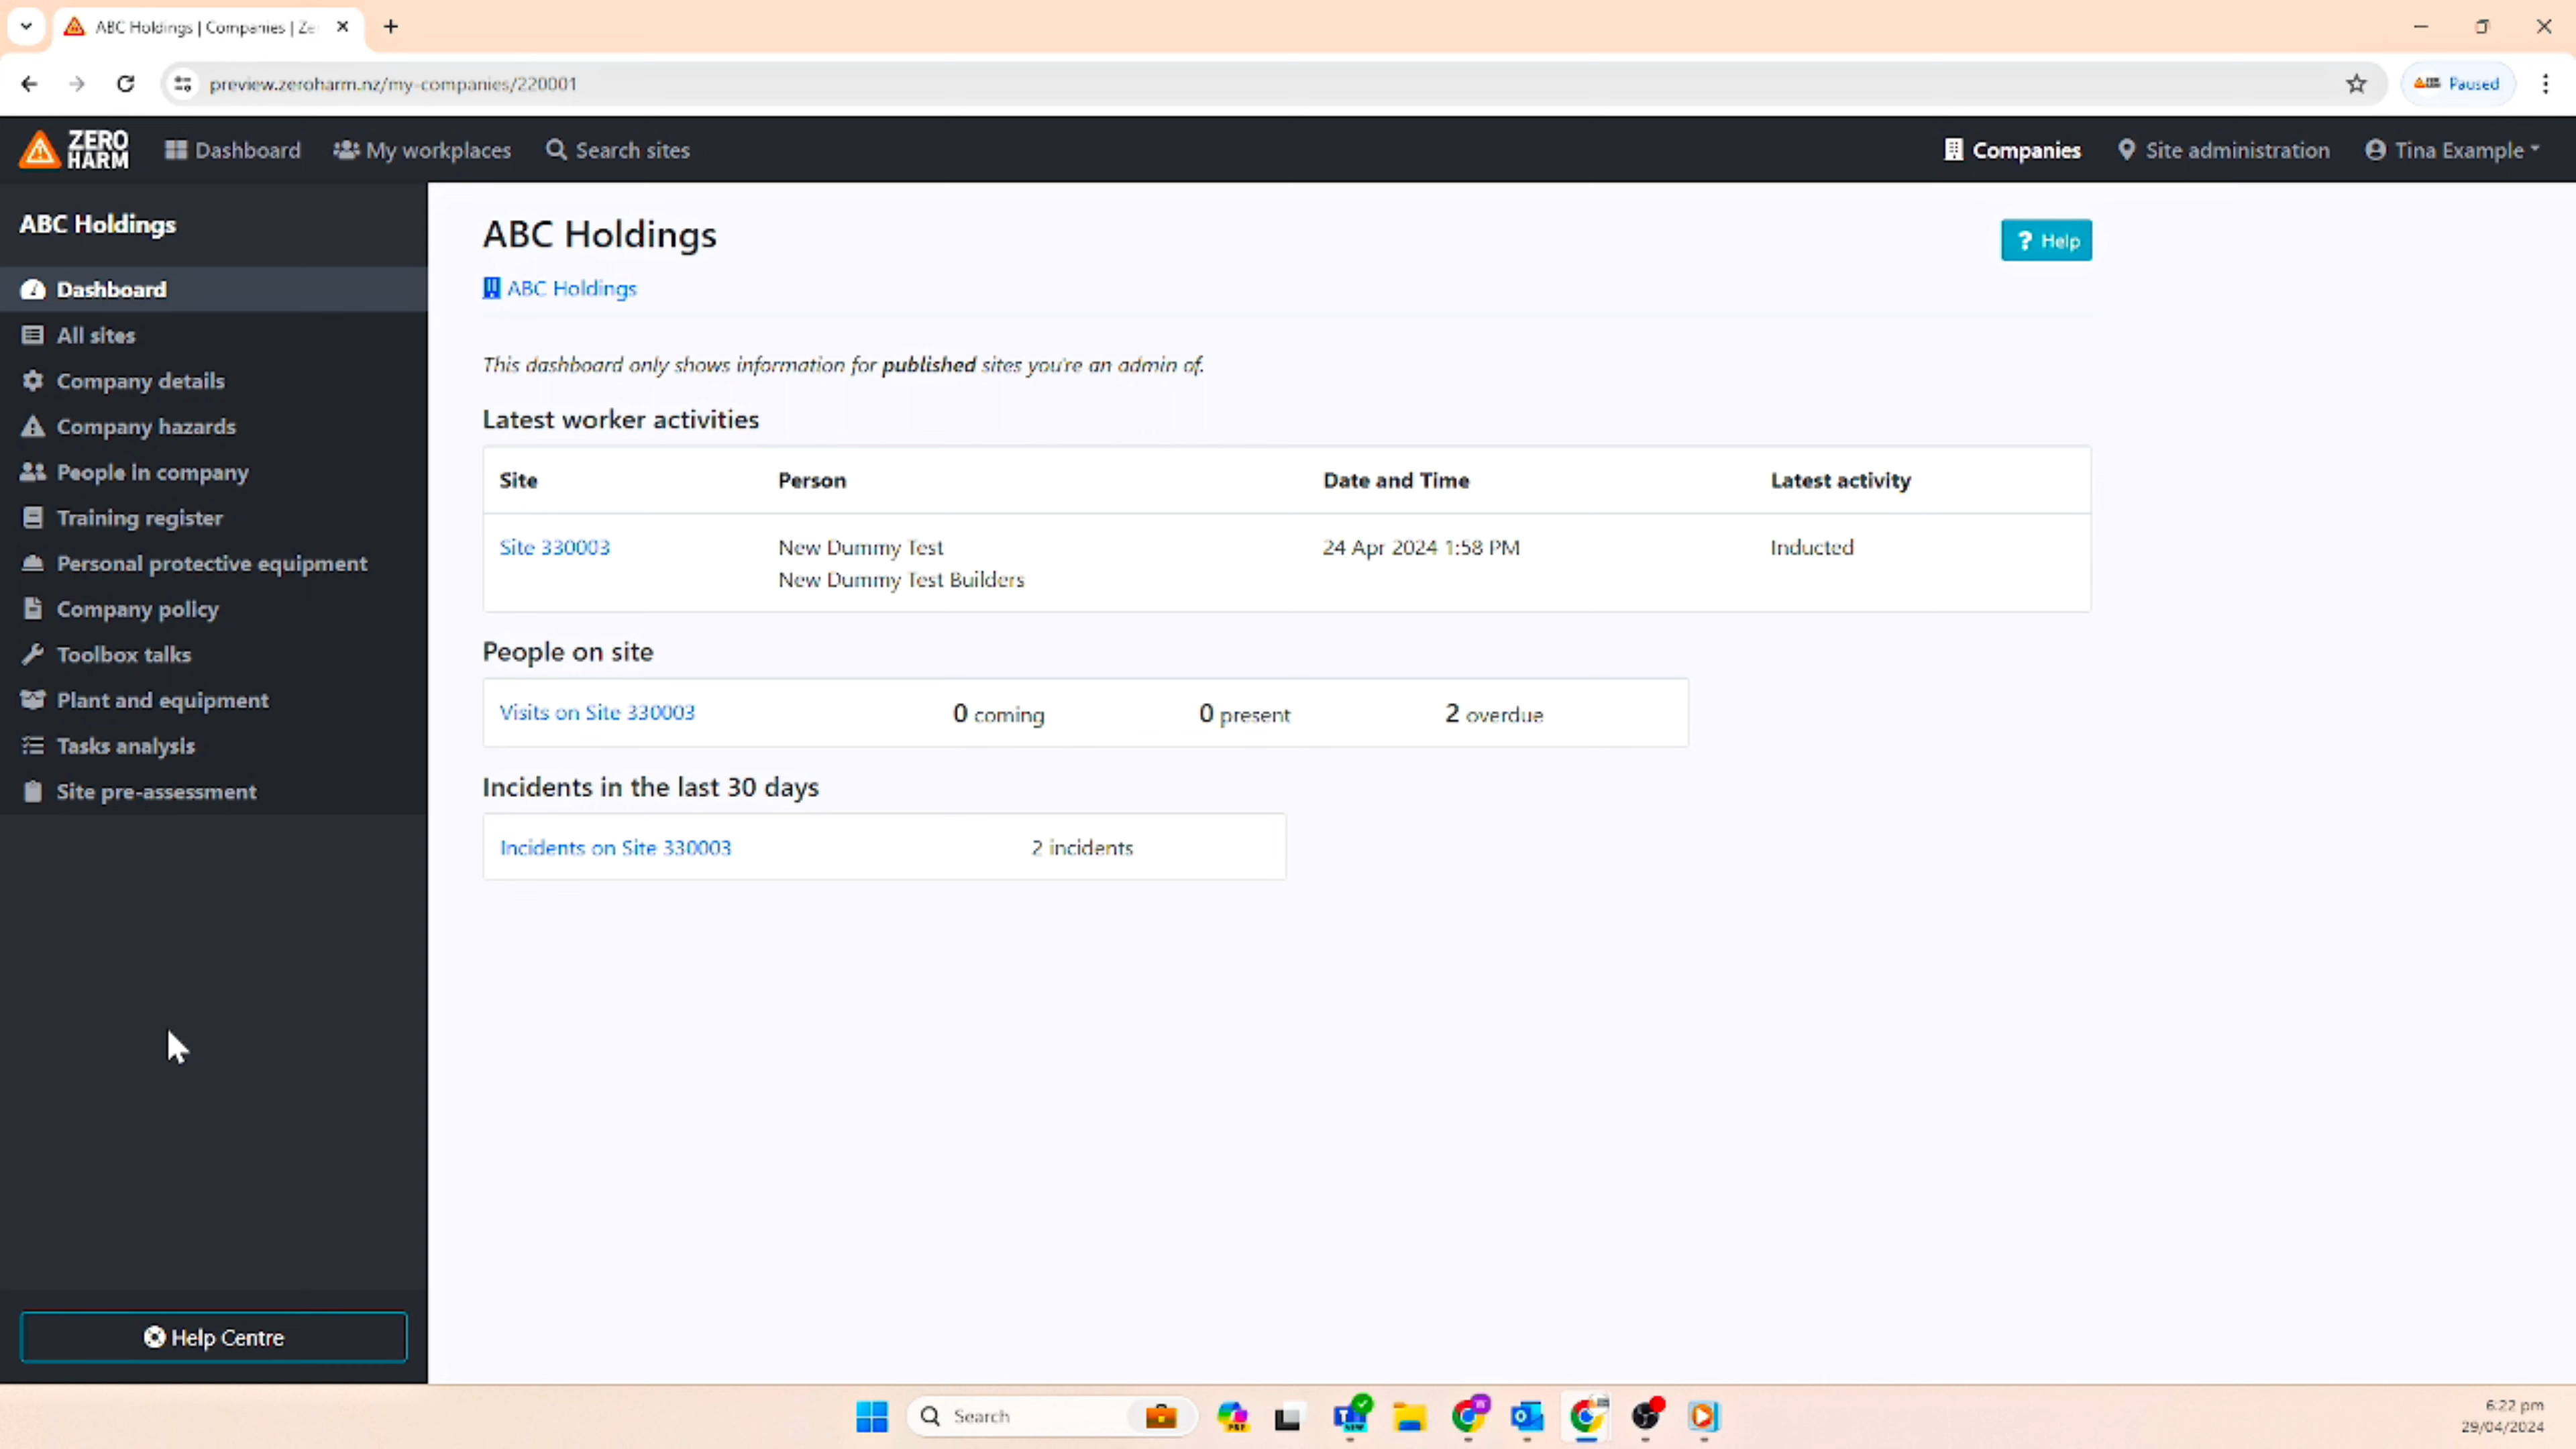 ABC Holdings | Companies | Ze
preview.zeroharm.nz/my-companies/220001
Paused
ZERO HARM
Dashboard
My workplaces
Search sites
Companies
Site administration
Tina Example
ABC Holdings
Dashboard
All sites
Company details
Company hazards
People in company
Training register
Personal protective equipment
Company policy
Toolbox talks
Plant and equipment
Tasks analysis
Site pre-assessment
Help Centre
ABC Holdings
? Help
ABC Holdings
This dashboard only shows information for published sites you're an admin of.
Latest worker activities
Site Person Date and Time Latest activity
Site 330003 New Dummy Test 24 Apr 2024 1:58 PM Inducted
New Dummy Test Builders
People on site
Visits on Site 330003 0 coming 0 present 2 overdue
Incidents in the last 30 days
Incidents on Site 330003 2 incidents
Search
6:22 pm
29/04/2024